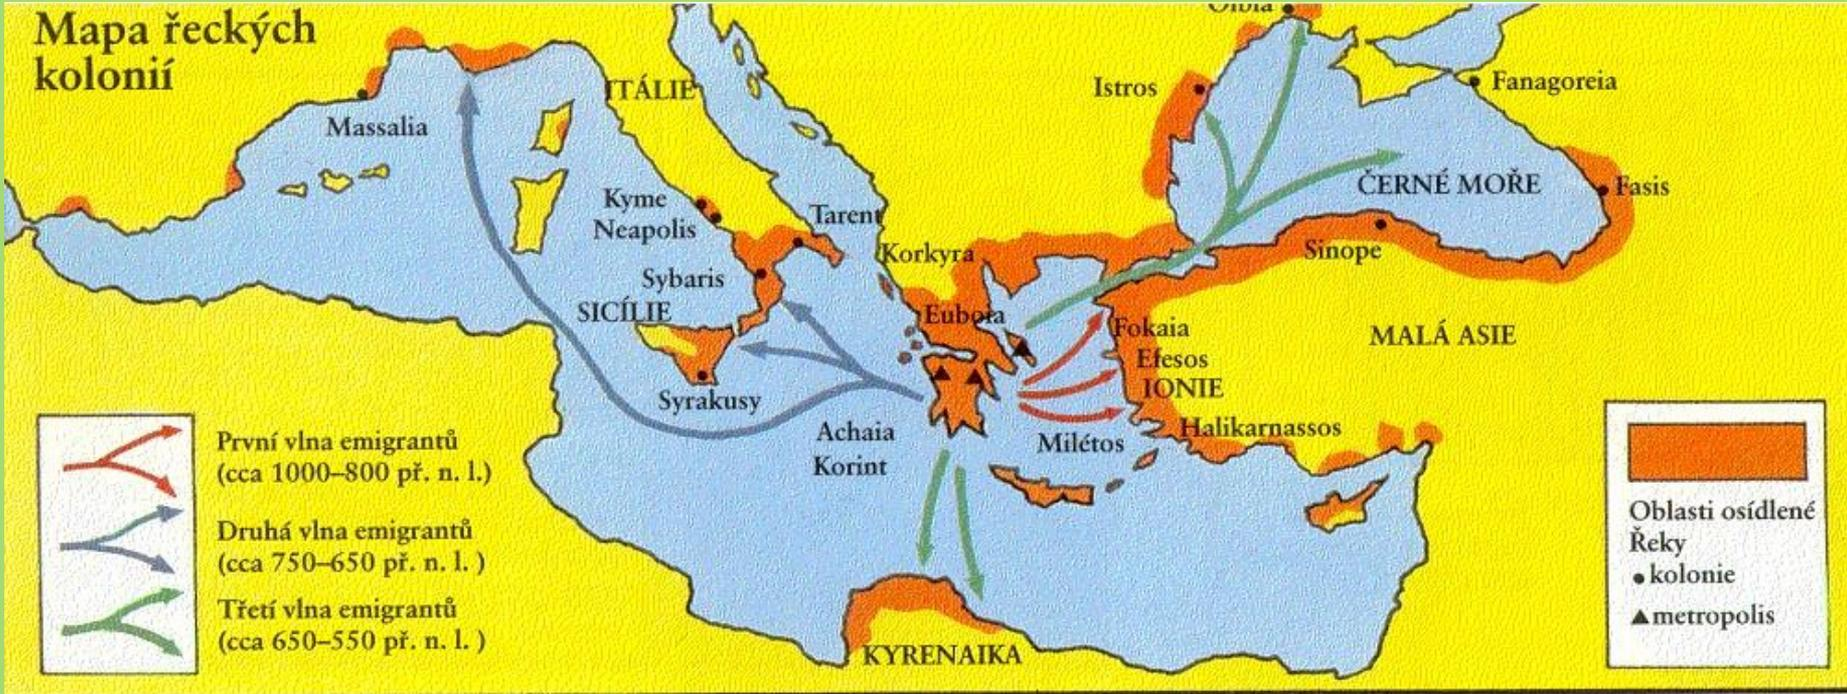 Mapa řeckých
kolonií
Olbia
Istros
Fanagoreia
ITÁLIE
Massalia
ČERNÉ MOŘE
Fasis
Kyme
Neapolis
Tarent
Korkyra
Sinope
Sybaris
SICÍLIE
Euboia
Fokaia
Efesos
IONIE
MALÁ ASIE
Syrakusy
Achaia
Korint
Milétos
Halikarnassos
KYRENAIKA
První vlna emigrantů
(cca 1000–800 př. n. l.)
Druhá vlna emigrantů
(cca 750–650 př. n. l. )
Třetí vlna emigrantů
(cca 650–550 př. n. l. )
Oblasti osídlené
Řeky
kolonie
metropolis